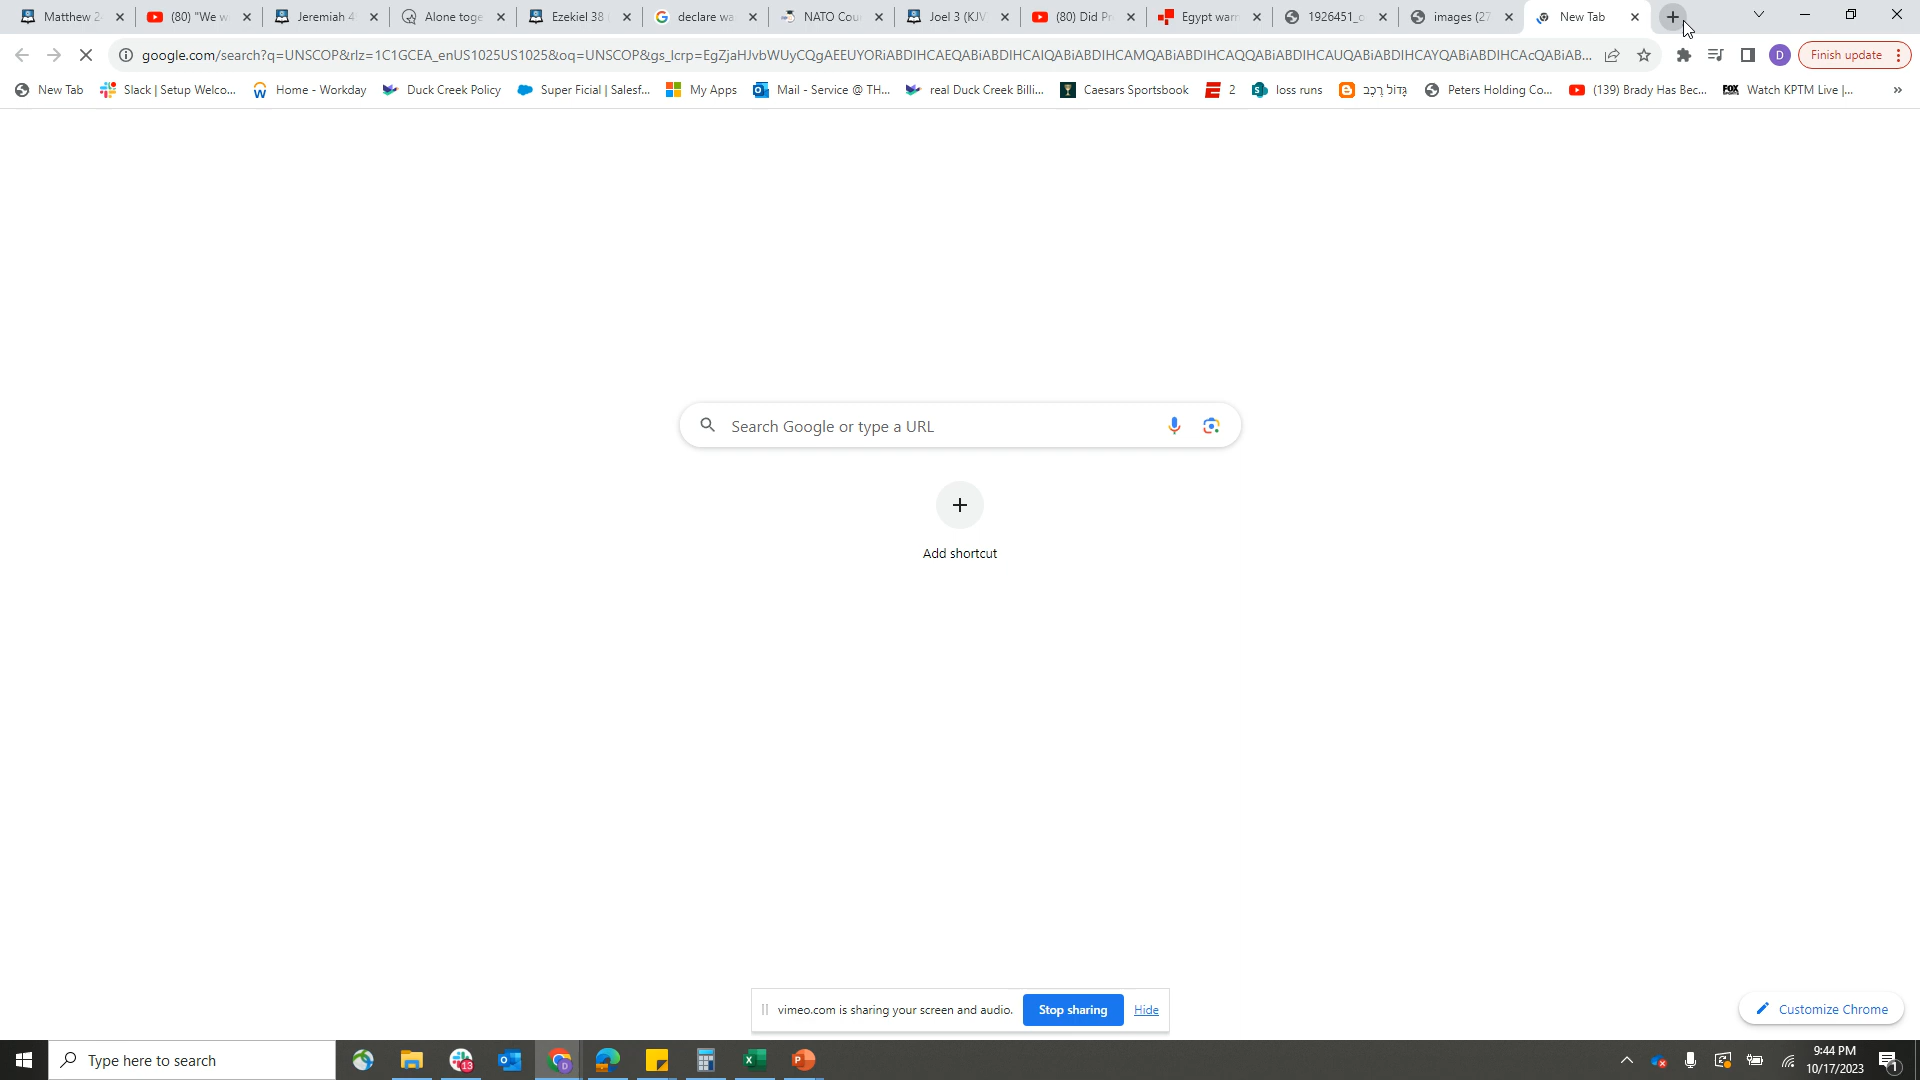 Matthew 2
(80) "We w
Jeremiah 4
Alone toge
Ezekiel 38
declare wa
NATO Cou
Joel 3 (KJV
(80) Did Pr
Egypt warn
1926451_c
images (27
New Tab
google.com/search?q=UNSCOP&rlz=1C1GCEA_enUS1025US1025&oq=UNSCOP&gs_lcrp=EgZjaHJvbWUyCQgAEEUYORiABDIHCAEQABiABDIHCAIQABiABDIHCAMQABiABDIHCAQQABiABDIHCAUQABiABDIHCAYQABiABDIHCAcQABiAB...
Finish update
New Tab
Slack | Setup Welco...
Home - Workday
Duck Creek Policy
Super Ficial | Salesf...
My Apps
Mail - Service @ TH...
real Duck Creek Billi...
Caesars Sportsbook
2
loss runs
גָּדוֹל רֶכֶב
Peters Holding Co...
(139) Brady Has Bec...
FOX Watch KPTM Live |...
Search Google or type a URL
Add shortcut
vimeo.com is sharing your screen and audio.
Stop sharing
Hide
Customize Chrome
Type here to search
13
9:44 PM
10/17/2023
1